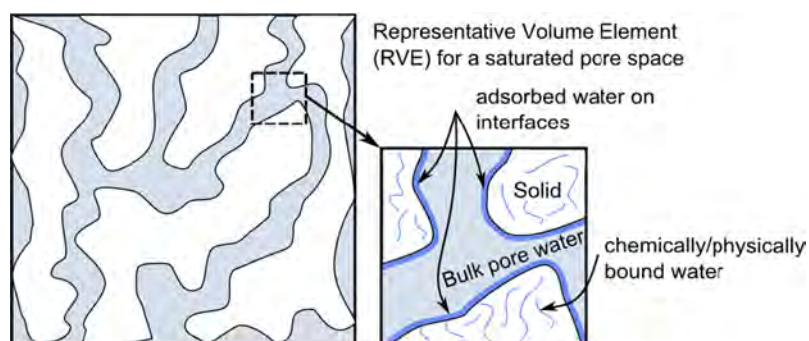 Representative Volume Element
(RVE) for a saturated pore space
adsorbed water on
interfaces
Solid
Bulk pore water
chemically/physically
bound water